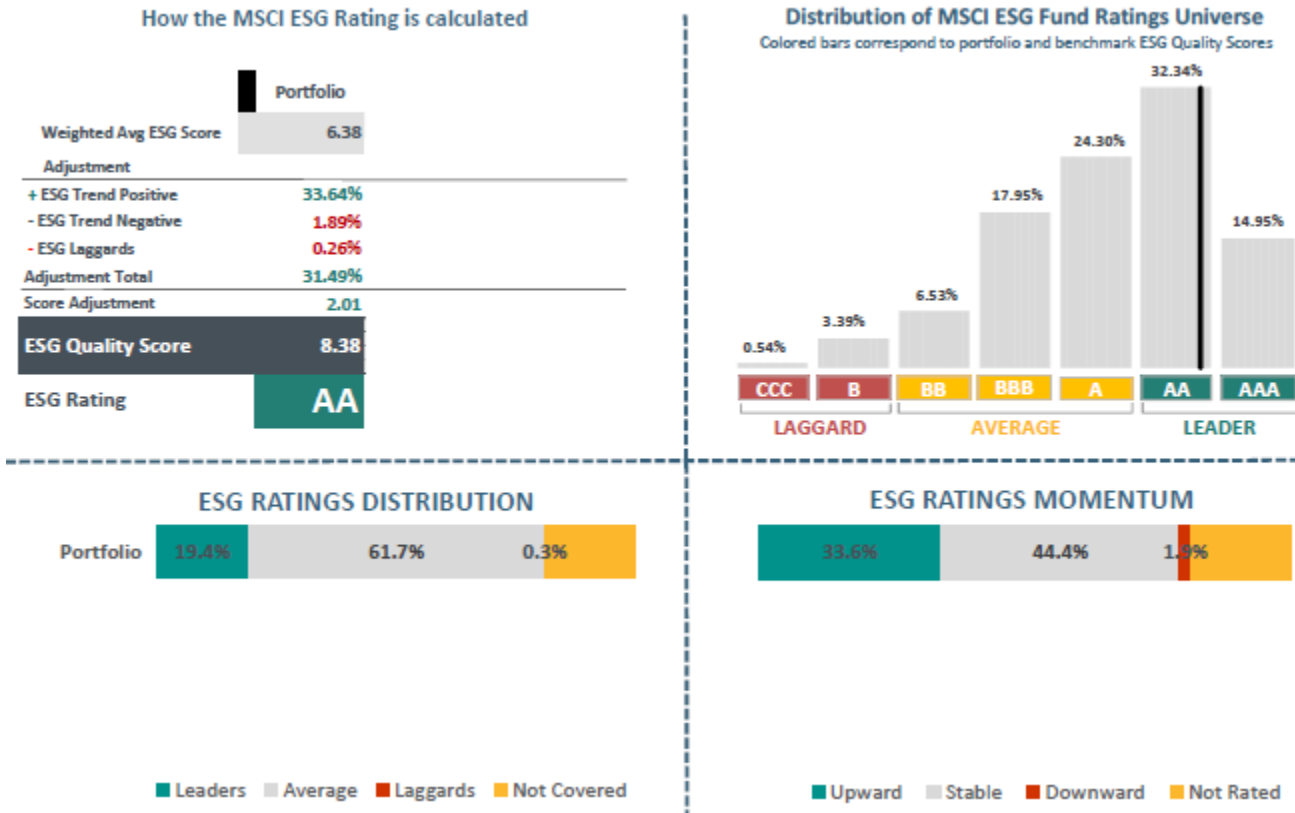 How the MSCI ESG Rating is calculated
Portfolio
Weighted Avg ESG Score 6.38
Adjustment
+ ESG Trend Positive 33.64%
- ESG Trend Negative 1.89%
- ESG Laggards 0.26%
Adjustment Total 31.49%
Score Adjustment 2.01
ESG Quality Score 8.38
ESG Rating AA
Distribution of MSCI ESG Fund Ratings Universe
Colored bars correspond to portfolio and benchmark ESG Quality Scores
32.34%
24.30%
17.95%
14.95%
6.53%
3.39%
0.54%
CCC B BB BBB A AA AAA
LAGGARD AVERAGE LEADER
ESG RATINGS DISTRIBUTION
Portfolio 19.4% 61.7% 0.3%
Leaders Average Laggards Not Covered
ESG RATINGS MOMENTUM
33.6% 44.4% 1.9%
Upward Stable Downward Not Rated